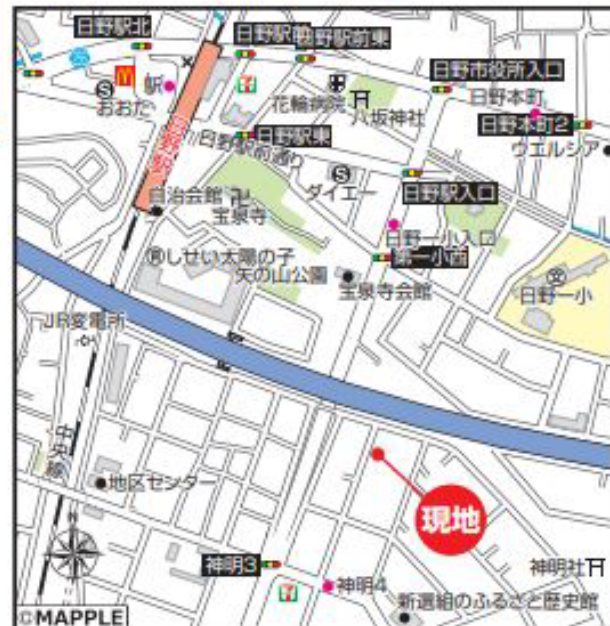 日野駅北
日野駅前
日野駅前東
日野市役所入口
日野本町
日野本町2
ウエルシア
駅
おおた
花輪病院
八坂神社
日野駅東
日野駅前通り
ダイエー
日野駅入口
自治会館
宝泉寺
日野一小入口
第一小西
しせい太陽の子
矢の山公園
宝泉寺会館
日野一小
JR変電所
中央線
地区センター
現地
神明3
神明4
神明社
新選組のふるさと歴史館
N
©MAPPLE